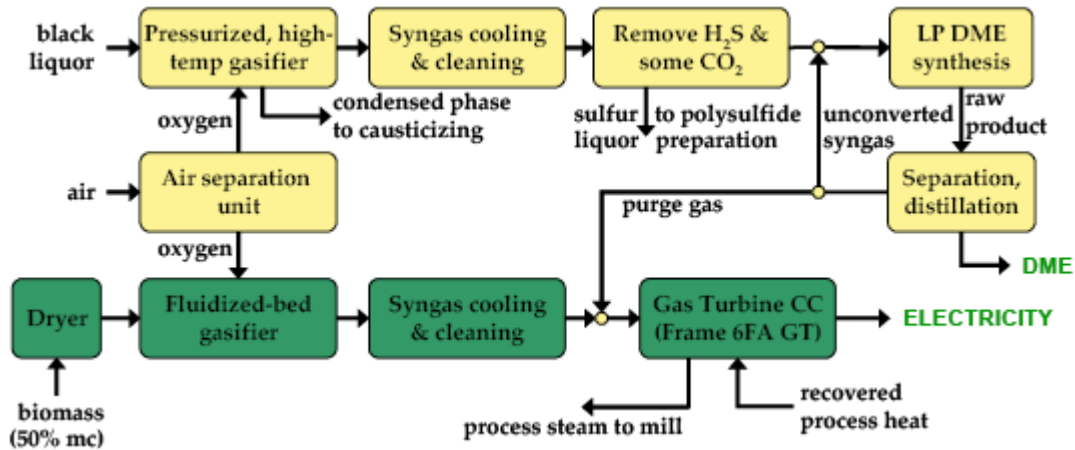 black
liquor
Pressurized, high-
temp gasifier
Syngas cooling
& cleaning
Remove H₂S &
some CO₂
LP DME
synthesis
oxygen
condensed phase
to causticizing
sulfur
liquor
to polysulfide
preparation
unconverted
syngas
raw
product
air
Air separation
unit
purge gas
Separation,
distillation
oxygen
DME
Dryer
Fluidized-bed
gasifier
Syngas cooling
& cleaning
Gas Turbine CC
(Frame 6FA GT)
ELECTRICITY
biomass
(50% mc)
process steam to mill
recovered
process heat